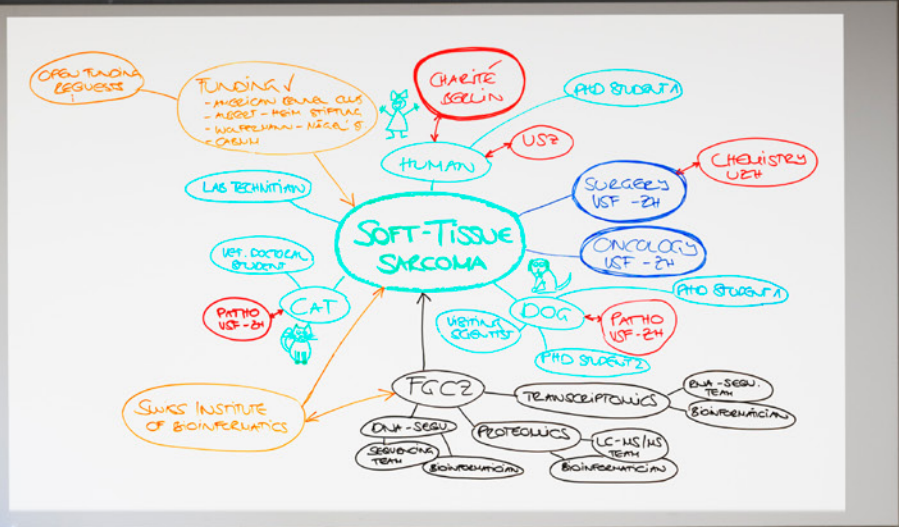 OPEN FUNDING
REQUESTS
FUNDING ✓
- AMERICAN KENNEL CLUB
- ALBERT - HEIM STIFTUNG
- WOLFERMANN - NÄGELI S.
- CABMM
CHARITÉ
BERLIN
PHD STUDENT 1
USZ
HUMAN
CHEMISTRY
UZH
SURGERY
VSF - ZH
LAB TECHNITIAN
SOFT-TISSUE
SARCOMA
ONCOLOGY
VSF - ZH
VET. DOCTORAL
STUDENT
PHD STUDENT 1
CAT
DOG
PATHO
VSF-ZH
PATHO
VSF-ZH
VISITING
SCIENTIST
PHD STUDENT 2
FGCZ
TRANSCRIPTOMICS
RNA-SEQU.
TEAM
BIOINFORMATICIAN
SWISS INSTITUTE
OF BIOINFORMATICS
DNA-SEQU
SEQUENCING
TEAM
BIOINFORMATICIAN
PROTEOMICS
LC-MS/MS
TEAM
BIOINFORMATICIAN